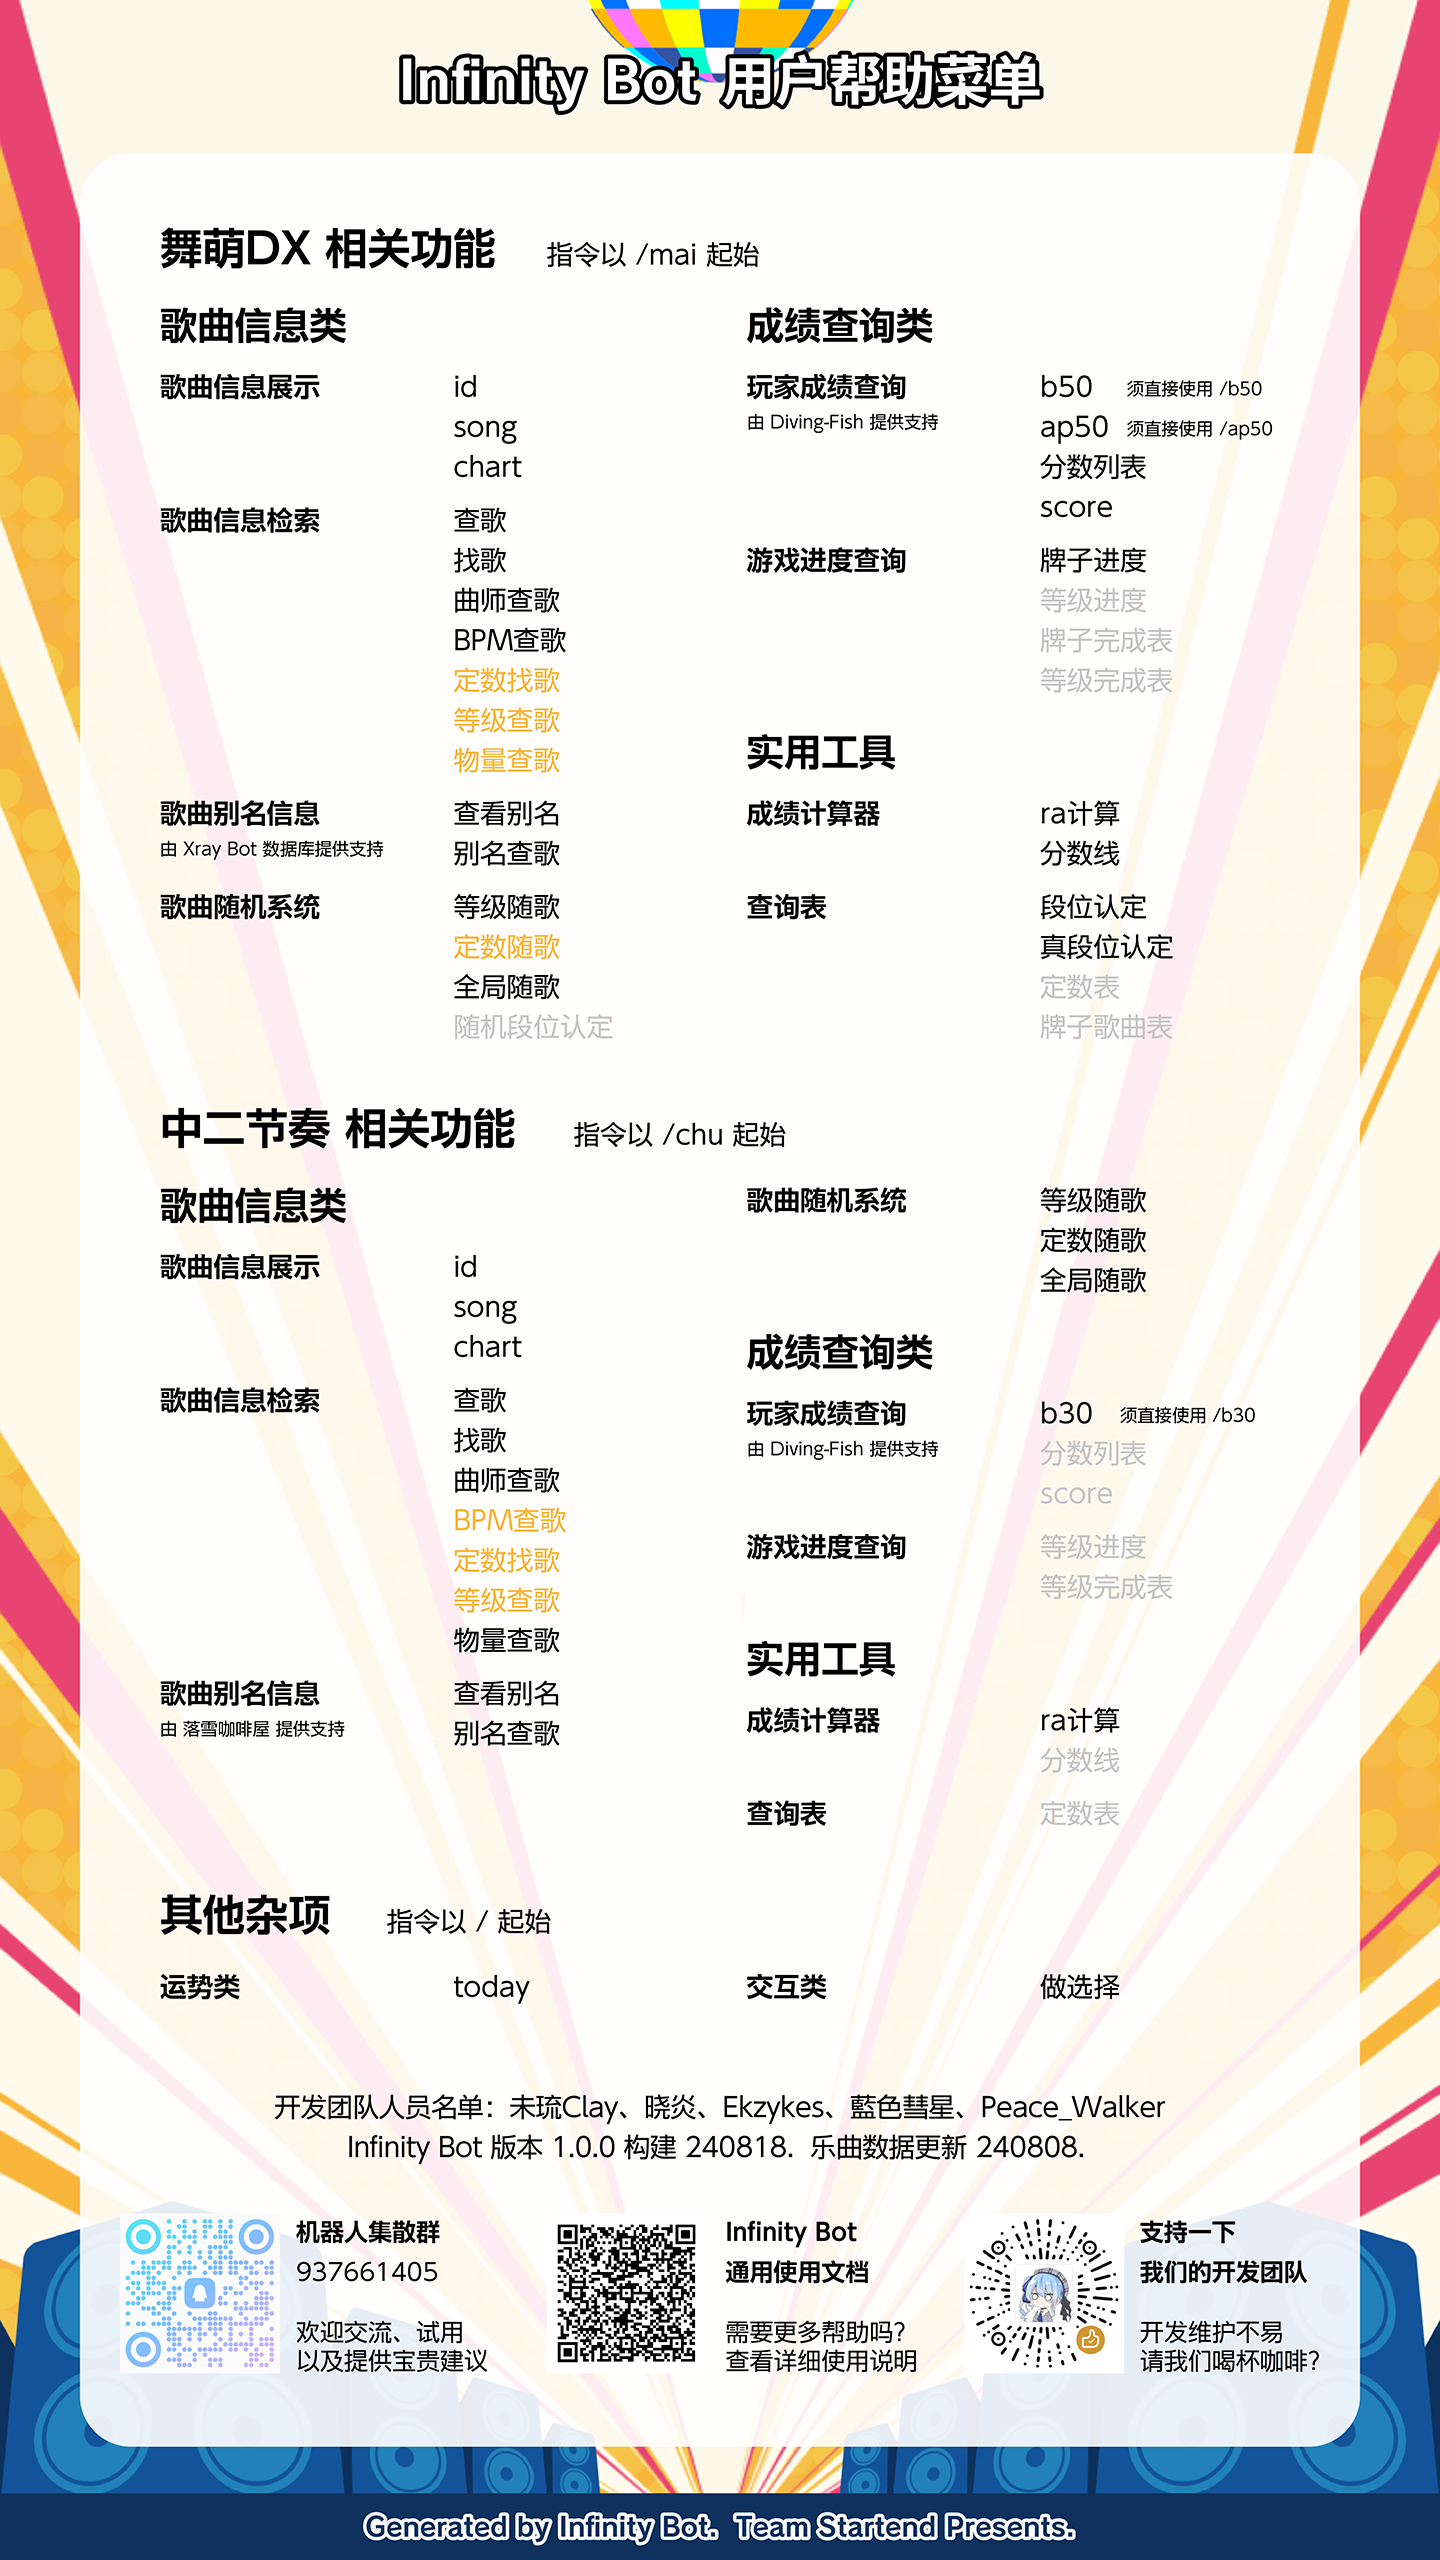 Infinity Bot 用户帮助菜单
舞萌DX 相关功能 指令以 /mai 起始
歌曲信息类
歌曲信息展示 id
song
chart
歌曲信息检索 查歌
找歌
曲师查歌
BPM查歌
定数找歌
等级查歌
物量查歌
歌曲别名信息 查看别名
由 Xray Bot 数据库提供支持 别名查歌
歌曲随机系统 等级随歌
定数随歌
全局随歌
随机段位认定
成绩查询类
玩家成绩查询 b50 须直接使用 /b50
由 Diving-Fish 提供支持 ap50 须直接使用 /ap50
分数列表
score
游戏进度查询 牌子进度
等级进度
牌子完成表
等级完成表
实用工具
成绩计算器 ra计算
分数线
查询表 段位认定
真段位认定
定数表
牌子歌曲表
中二节奏 相关功能 指令以 /chu 起始
歌曲信息类
歌曲信息展示 id
song
chart
歌曲信息检索 查歌
找歌
曲师查歌
BPM查歌
定数找歌
等级查歌
物量查歌
歌曲别名信息 查看别名
由 落雪咖啡屋 提供支持 别名查歌
歌曲随机系统 等级随歌
定数随歌
全局随歌
成绩查询类
玩家成绩查询 b30 须直接使用 /b30
由 Diving-Fish 提供支持 分数列表
score
游戏进度查询 等级进度
等级完成表
实用工具
成绩计算器 ra计算
分数线
查询表 定数表
其他杂项 指令以 / 起始
运势类 today 交互类 做选择
开发团队人员名单：未琉Clay、晓炎、Ekzykes、藍色彗星、Peace_Walker
Infinity Bot 版本 1.0.0 构建 240818. 乐曲数据更新 240808.
机器人集散群
937661405
欢迎交流、试用
以及提供宝贵建议
Infinity Bot
通用使用文档
需要更多帮助吗？
查看详细使用说明
支持一下
我们的开发团队
开发维护不易
请我们喝杯咖啡？
Generated by Infinity Bot. Team Startend Presents.